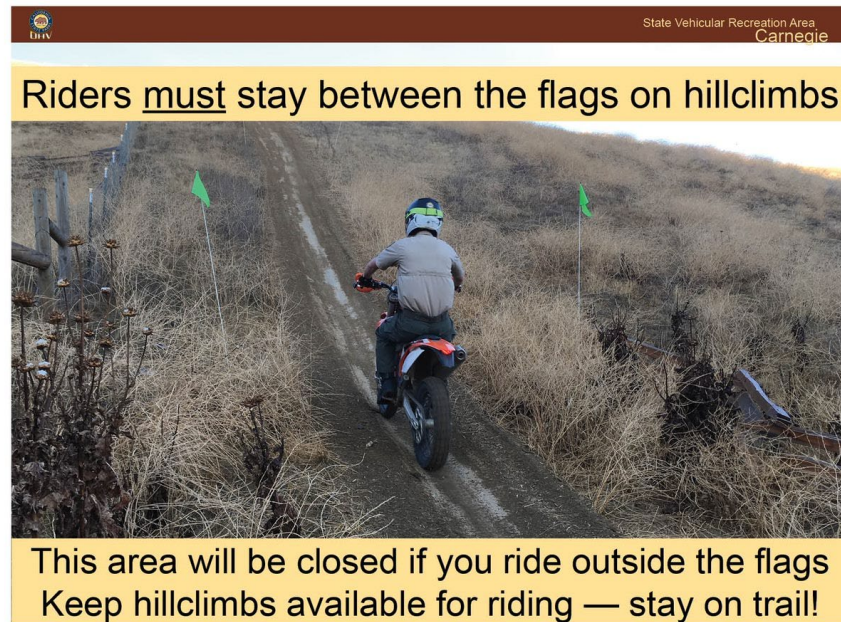 OHV
State Vehicular Recreation Area
Carnegie
Riders must stay between the flags on hillclimbs
This area will be closed if you ride outside the flags
Keep hillclimbs available for riding — stay on trail!